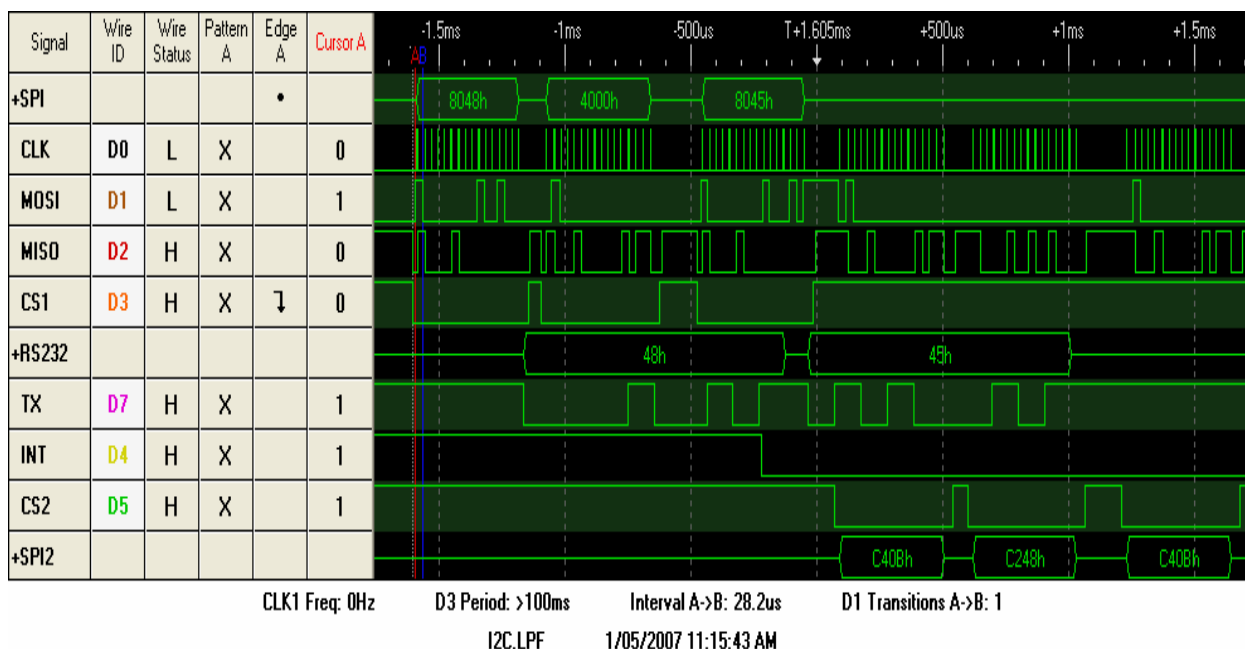 Signal Wire ID Wire Status Pattern A Edge A Cursor A
-1.5ms -1ms -500us T+1.605ms +500us +1ms +1.5ms
A B
+SPI • 8048h 4000h 8045h
CLK D0 L X 0
MOSI D1 L X 1
MISO D2 H X 0
CS1 D3 H X 0
+RS232 48h 45h
TX D7 H X 1
INT D4 H X 1
CS2 D5 H X 1
+SPI2 C40Bh C248h C40Bh
CLK1 Freq: 0Hz D3 Period: >100ms Interval A->B: 28.2us D1 Transitions A->B: 1
I2C.LPF 1/05/2007 11:15:43 AM